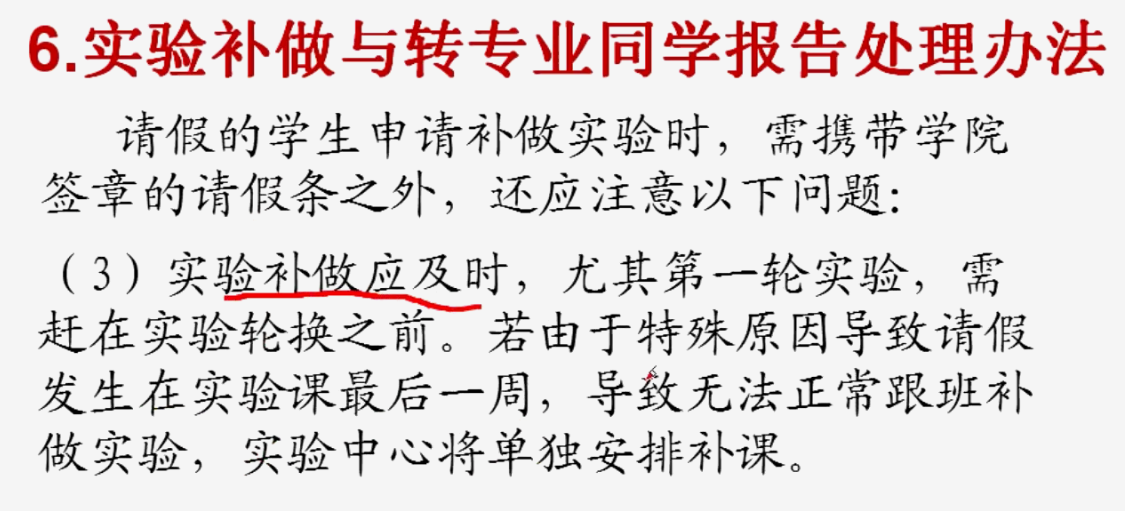 6.实验补做与转专业同学报告处理办法
请假的学生申请补做实验时，需携带学院
签章的请假条之外，还应注意以下问题：
（3）实验补做应及时，尤其第一轮实验，需
赶在实验轮换之前。若由于特殊原因导致请假
发生在实验课最后一周，导致无法正常跟班补
做实验，实验中心将单独安排补课。